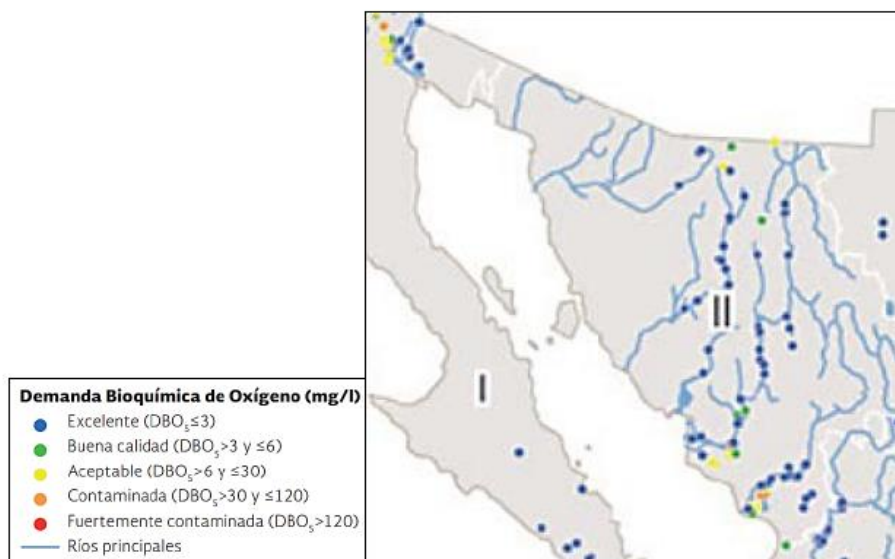 Demanda Bioquímica de Oxígeno (mg/l)
Excelente (DBO₅≤3)
Buena calidad (DBO₅>3 y ≤6)
Aceptable (DBO₅>6 y ≤30)
Contaminada (DBO₅>30 y ≤120)
Fuertemente contaminada (DBO₅>120)
Ríos principales
I
II